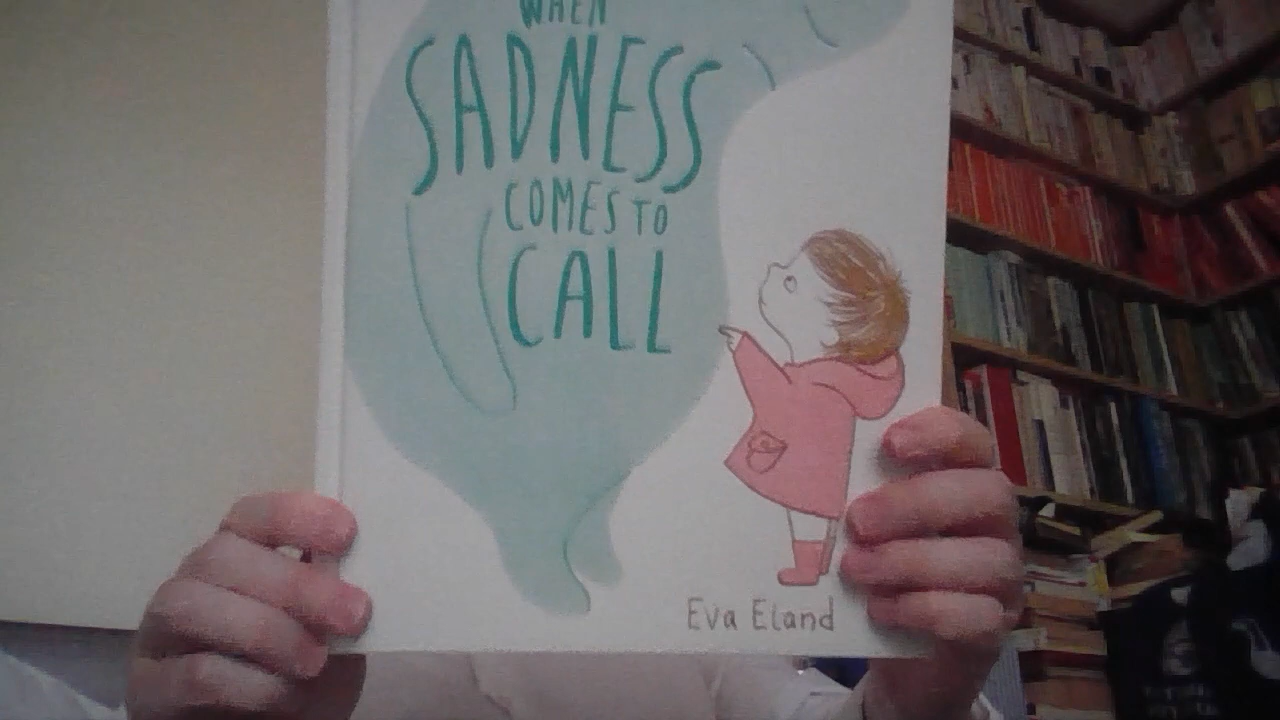 WHEN
SADNESS
COMES TO
CALL
Eva Eland